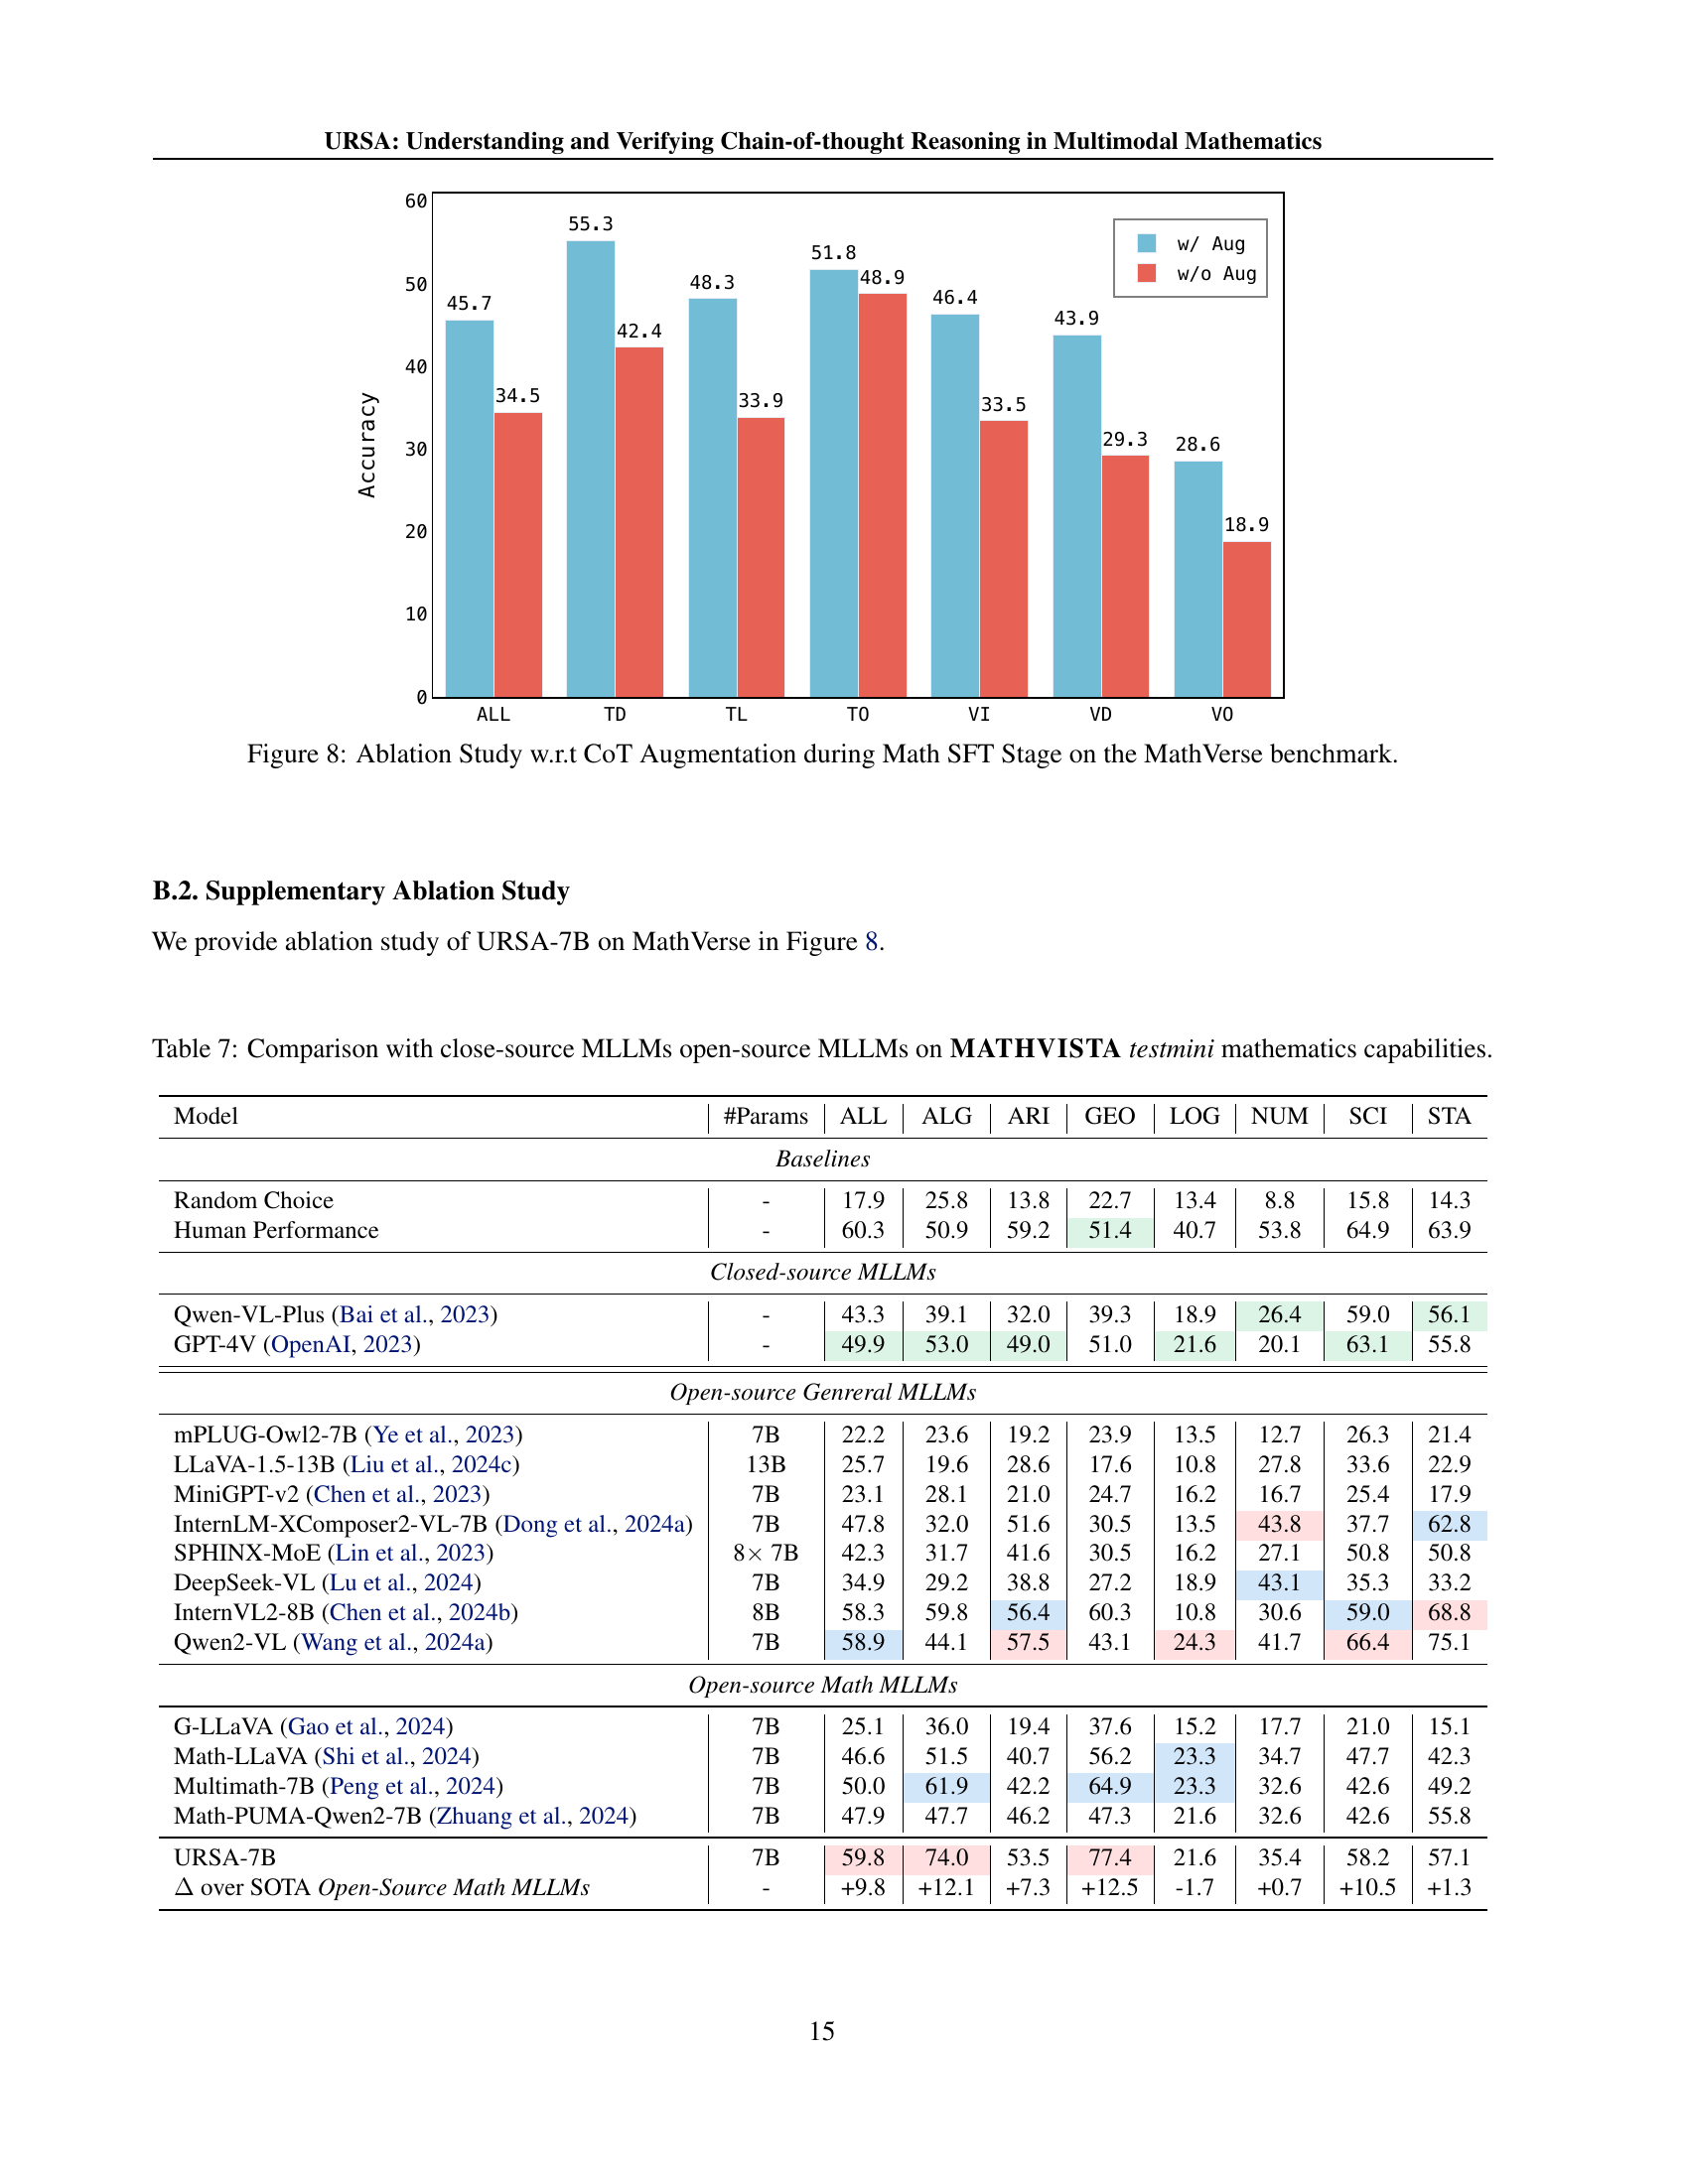 URSA: Understanding and Verifying Chain-of-thought Reasoning in Multimodal Mathematics
60
50
40
30
20
10
0
Accuracy
45.7
34.5
55.3
42.4
48.3
33.9
51.8
48.9
46.4
33.5
43.9
29.3
28.6
18.9
w/ Aug
w/o Aug
ALL TD TL TO VI VD VO
Figure 8: Ablation Study w.r.t CoT Augmentation during Math SFT Stage on the MathVerse benchmark.
B.2. Supplementary Ablation Study
We provide ablation study of URSA-7B on MathVerse in Figure 8.
Table 7: Comparison with close-source MLLMs open-source MLLMs on MATHVISTA testmini mathematics capabilities.
Model #Params ALL ALG ARI GEO LOG NUM SCI STA
Baselines
Random Choice - 17.9 25.8 13.8 22.7 13.4 8.8 15.8 14.3
Human Performance - 60.3 50.9 59.2 51.4 40.7 53.8 64.9 63.9
Closed-source MLLMs
Qwen-VL-Plus (Bai et al., 2023) - 43.3 39.1 32.0 39.3 18.9 26.4 59.0 56.1
GPT-4V (OpenAI, 2023) - 49.9 53.0 49.0 51.0 21.6 20.1 63.1 55.8
Open-source Genreral MLLMs
mPLUG-Owl2-7B (Ye et al., 2023) 7B 22.2 23.6 19.2 23.9 13.5 12.7 26.3 21.4
LLaVA-1.5-13B (Liu et al., 2024c) 13B 25.7 19.6 28.6 17.6 10.8 27.8 33.6 22.9
MiniGPT-v2 (Chen et al., 2023) 7B 23.1 28.1 21.0 24.7 16.2 16.7 25.4 17.9
InternLM-XComposer2-VL-7B (Dong et al., 2024a) 7B 47.8 32.0 51.6 30.5 13.5 43.8 37.7 62.8
SPHINX-MoE (Lin et al., 2023) 8× 7B 42.3 31.7 41.6 30.5 16.2 27.1 50.8 50.8
DeepSeek-VL (Lu et al., 2024) 7B 34.9 29.2 38.8 27.2 18.9 43.1 35.3 33.2
InternVL2-8B (Chen et al., 2024b) 8B 58.3 59.8 56.4 60.3 10.8 30.6 59.0 68.8
Qwen2-VL (Wang et al., 2024a) 7B 58.9 44.1 57.5 43.1 24.3 41.7 66.4 75.1
Open-source Math MLLMs
G-LLaVA (Gao et al., 2024) 7B 25.1 36.0 19.4 37.6 15.2 17.7 21.0 15.1
Math-LLaVA (Shi et al., 2024) 7B 46.6 51.5 40.7 56.2 23.3 34.7 47.7 42.3
Multimath-7B (Peng et al., 2024) 7B 50.0 61.9 42.2 64.9 23.3 32.6 42.6 49.2
Math-PUMA-Qwen2-7B (Zhuang et al., 2024) 7B 47.9 47.7 46.2 47.3 21.6 32.6 42.6 55.8
URSA-7B 7B 59.8 74.0 53.5 77.4 21.6 35.4 58.2 57.1
Δ over SOTA Open-Source Math MLLMs - +9.8 +12.1 +7.3 +12.5 -1.7 +0.7 +10.5 +1.3
15